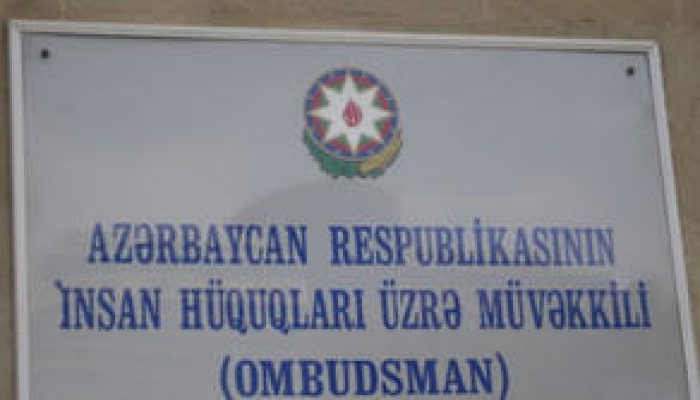 AZƏRBAYCAN RESPUBLİKASININ
İNSAN HÜQUQLARI ÜZRƏ MÜVƏKKİLİ
(OMBUDSMAN)